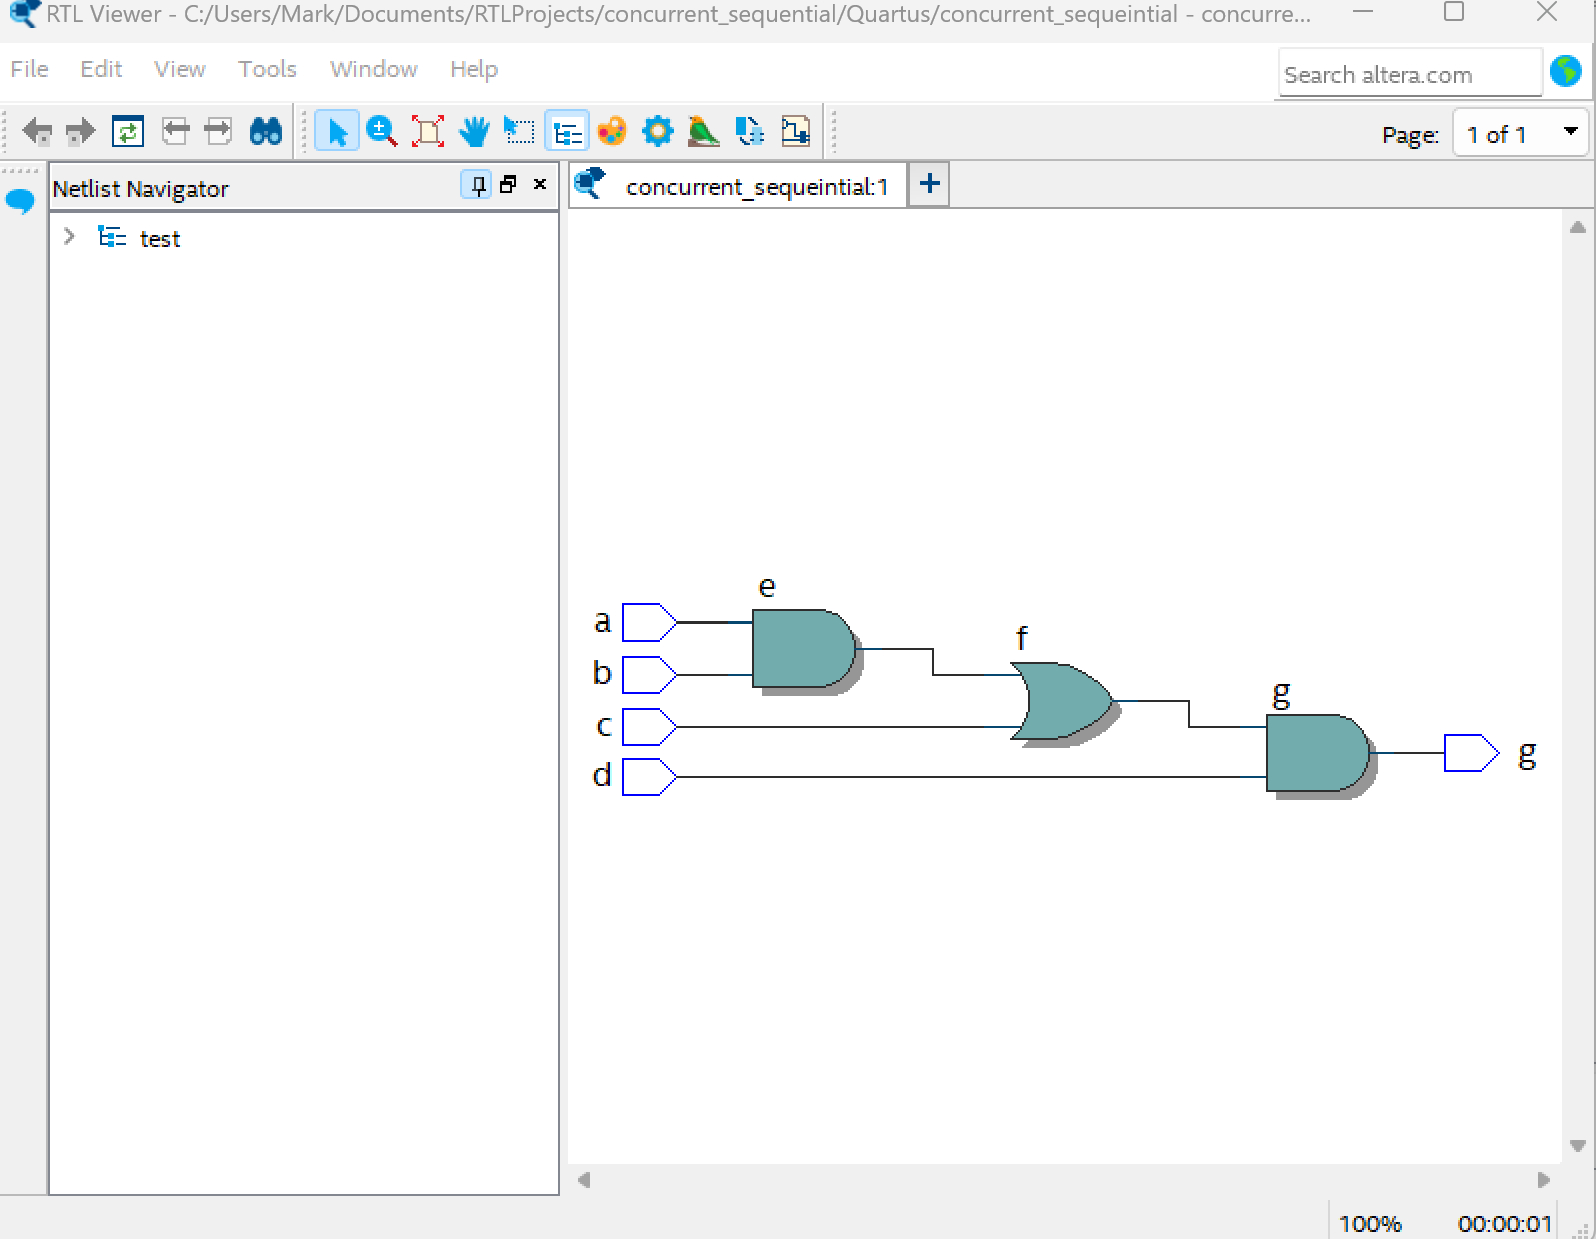 RTL Viewer - C:/Users/Mark/Documents/RTLProjects/concurrent_sequential/Quartus/concurrent_sequeintial - concurre...
File Edit View Tools Window Help
Search altera.com
Page: 1 of 1
Netlist Navigator
concurrent_sequeintial:1
test
e
a
f
b
g
c
d
g
100% 00:00:01